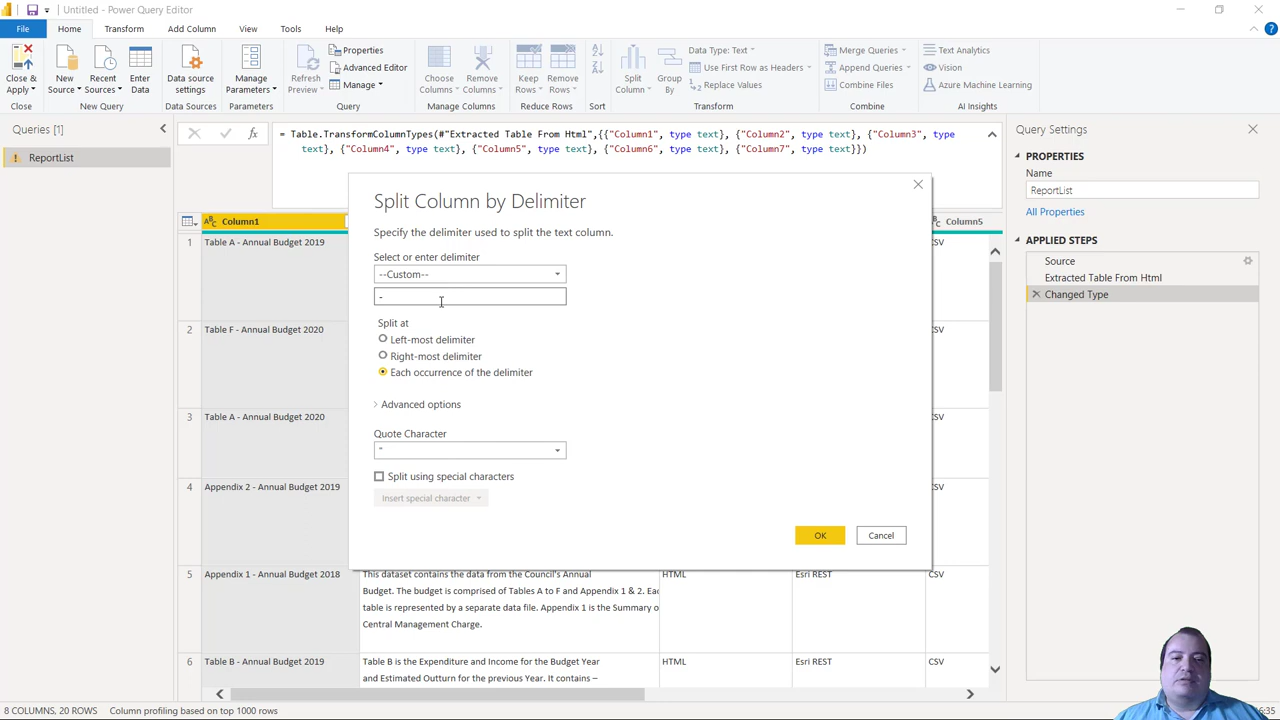 Untitled - Power Query Editor
File
Home
Transform
Add Column
View
Tools
Help
Close & Apply
New Source
Recent Sources
Enter Data
Data source settings
Manage Parameters
Refresh Preview
Properties
Advanced Editor
Manage
Choose Columns
Remove Columns
Keep Rows
Remove Rows
Split Column
Group By
Data Type: Text
Use First Row as Headers
Replace Values
Merge Queries
Append Queries
Combine Files
Text Analytics
Vision
Azure Machine Learning
Close
New Query
Data Sources
Parameters
Query
Manage Columns
Reduce Rows
Sort
Transform
Combine
AI Insights
Queries [1]
ReportList
fx
= Table.TransformColumnTypes(#"Extracted Table From Html",{{"Column1", type text}, {"Column2", type text}, {"Column3", type
text}, {"Column4", type text}, {"Column5", type text}, {"Column6", type text}, {"Column7", type text}})
ABC Column1
Column5
1 Table A - Annual Budget 2019
CSV
2 Table F - Annual Budget 2020
CSV
3 Table A - Annual Budget 2020
CSV
4 Appendix 2 - Annual Budget 2019
CSV
5 Appendix 1 - Annual Budget 2018
This dataset contains the data from the Council's Annual
Budget. The budget is comprised of Tables A to F and Appendix 1 & 2. Eac
table is represented by a separate data file. Appendix 1 is the Summary o
Central Management Charge.
HTML
Esri REST
CSV
6 Table B - Annual Budget 2019
Table B is the Expenditure and Income for the Budget Year
and Estimated Outturn for the previous Year. It contains –
HTML
Esri REST
CSV
Split Column by Delimiter
Specify the delimiter used to split the text column.
Select or enter delimiter
--Custom--
-
Split at
Left-most delimiter
Right-most delimiter
Each occurrence of the delimiter
Advanced options
Quote Character
"
Split using special characters
Insert special character
OK
Cancel
Query Settings
PROPERTIES
Name
ReportList
All Properties
APPLIED STEPS
Source
Extracted Table From Html
Changed Type
8 COLUMNS, 20 ROWS
Column profiling based on top 1000 rows